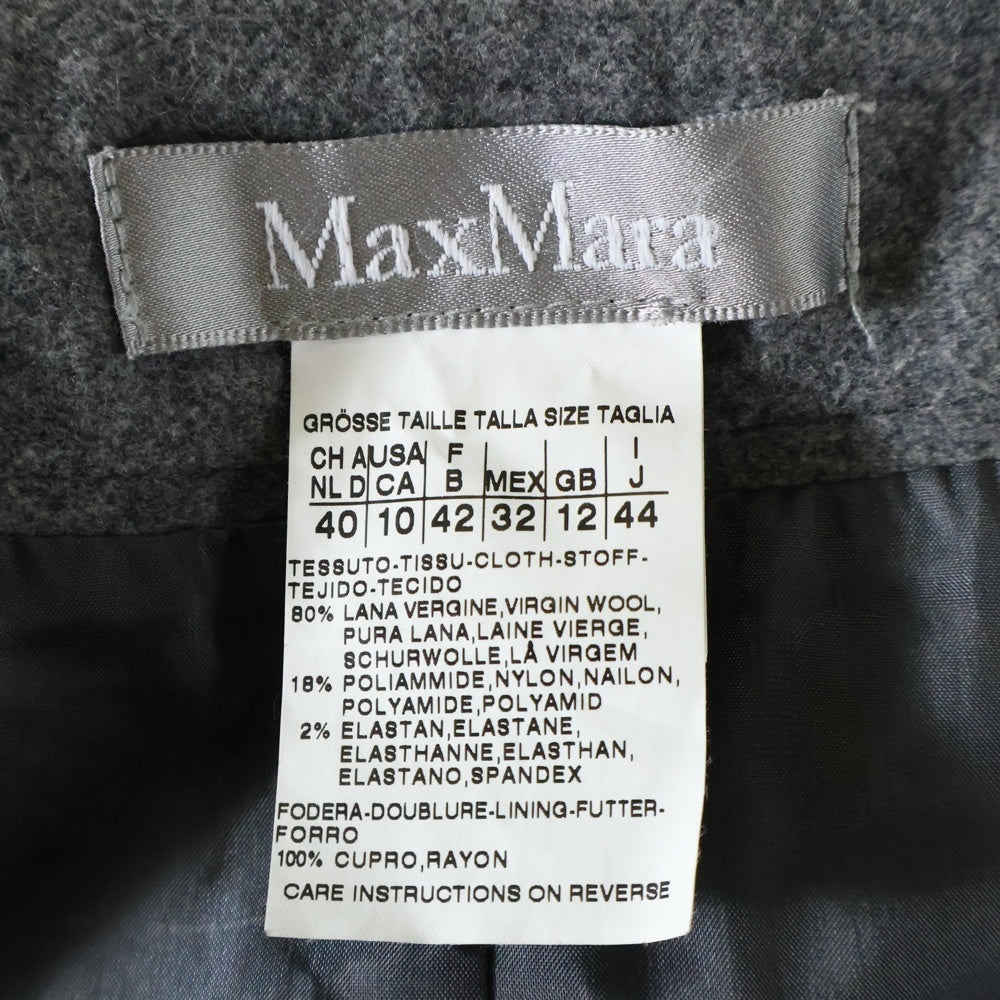 MaxMara
GRÖSSE TAILLE TALLA SIZE TAGLIA
CH A USA F I
NL D CA B MEX GB J
40 10 42 32 12 44
TESSUTO-TISSU-CLOTH-STOFF-
TEJIDO-TECIDO
80% LANA VERGINE,VIRGIN WOOL,
PURA LANA,LAINE VIERGE,
SCHURWOLLE,LÅ VIRGEM
18% POLIAMMIDE,NYLON,NAILON,
POLYAMIDE,POLYAMID
2% ELASTAN,ELASTANE,
ELASTHANNE,ELASTHAN,
ELASTANO,SPANDEX
FODERA-DOUBLURE-LINING-FUTTER-
FORRO
100% CUPRO,RAYON
CARE INSTRUCTIONS ON REVERSE